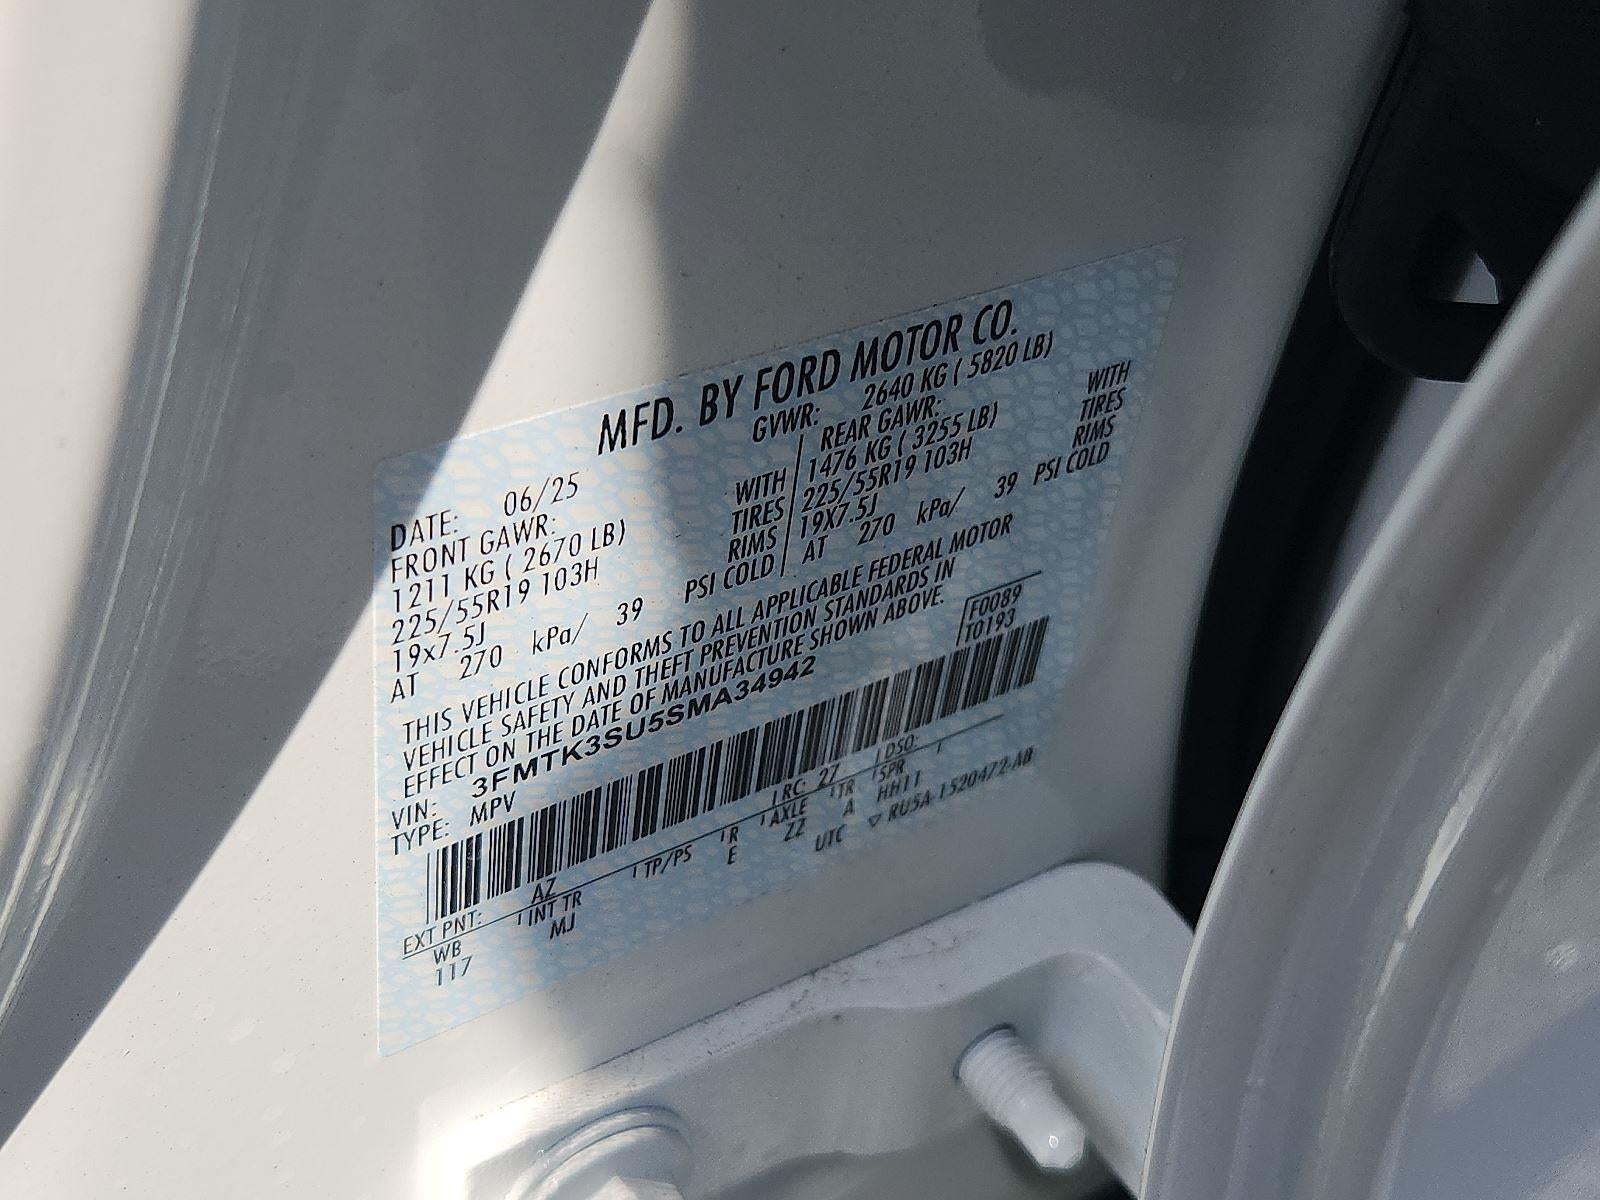 MFD. BY FORD MOTOR CO.
DATE: 06/25 GVWR: 2640 KG ( 5820 LB)
FRONT GAWR: REAR GAWR:
1211 KG ( 2670 LB) WITH 1476 KG ( 3255 LB) WITH
225/55R19 103H TIRES 225/55R19 103H TIRES
19x7.5J RIMS 19X7.5J RIMS
AT 270 kPa/ 39 PSI COLD AT 270 kPa/ 39 PSI COLD
THIS VEHICLE CONFORMS TO ALL APPLICABLE FEDERAL MOTOR
VEHICLE SAFETY AND THEFT PREVENTION STANDARDS IN
EFFECT ON THE DATE OF MANUFACTURE SHOWN ABOVE.
VIN: 3FMTK3SU5SMA34942 F0089
TYPE: MPV T0193
EXT PNT: AZ RC: 27 DSO:
WB INT TR TP/PS R AXLE TR SPR
117 MJ E ZZ A HH11
UTC ▽ RU5A-1520472-AB